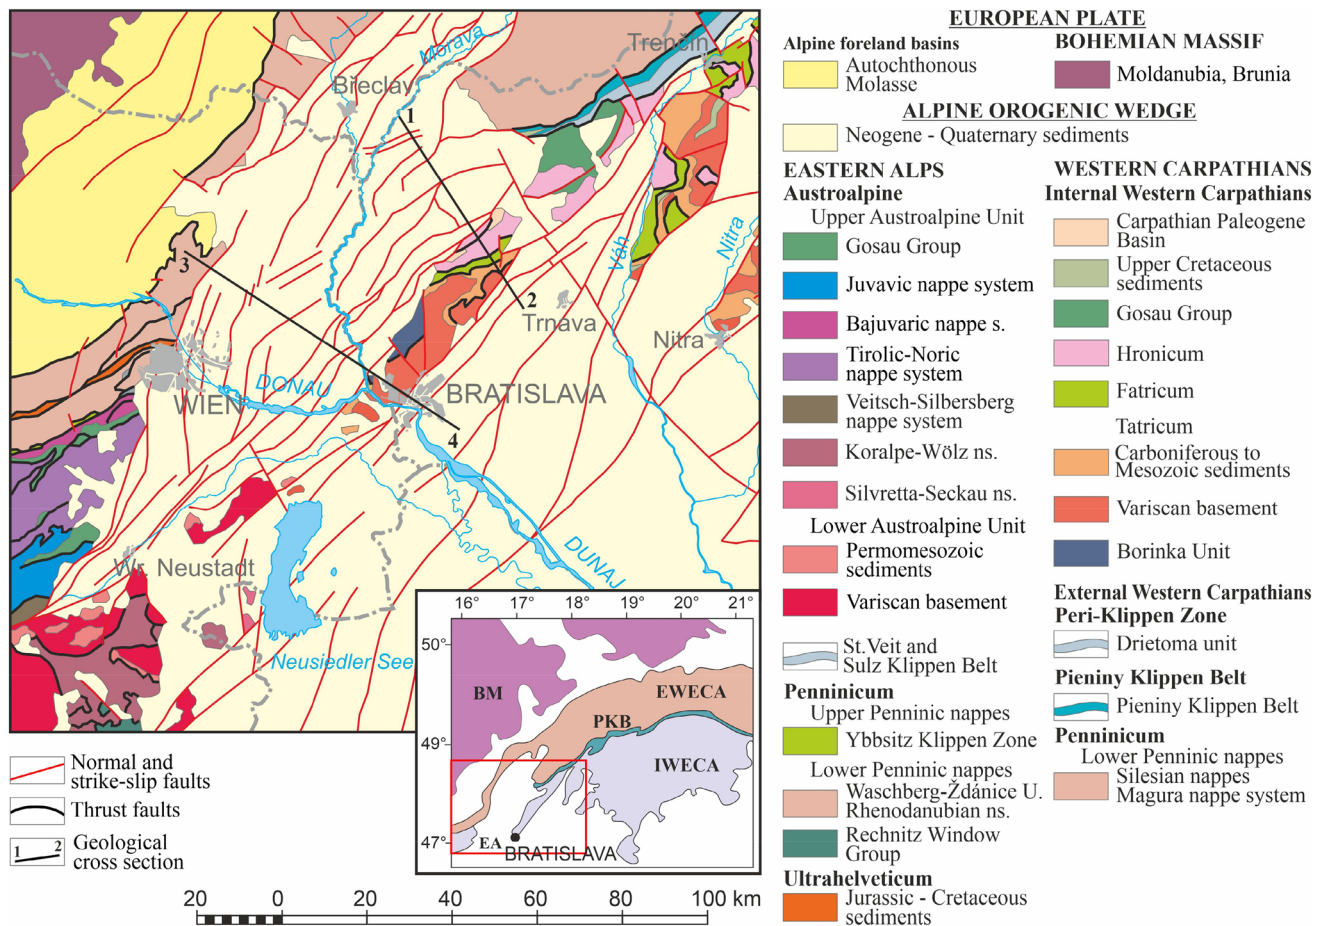 Trenčín
Morava
Břeclav
1
Váh
Nitra
3
2
Trnava
Nitra
DONAU
WIEN
BRATISLAVA
4
DUNAJ
Wr. Neustadt
Neusiedler See
16° 17° 18° 19° 20° 21°
50°
BM
EWECA
PKB
49°
IWECA
EA
47°
BRATISLAVA
Normal and
strike-slip faults
Thrust faults
1 2
Geological
cross section
20 0 20 40 60 80 100 km
EUROPEAN PLATE
Alpine foreland basins
Autochthonous
Molasse
BOHEMIAN MASSIF
Moldanubia, Brunia
ALPINE OROGENIC WEDGE
Neogene - Quaternary sediments
EASTERN ALPS
Austroalpine
Upper Austroalpine Unit
Gosau Group
Juvavic nappe system
Bajuvaric nappe s.
Tirolic-Noric
nappe system
Veitsch-Silbersberg
nappe system
Koralpe-Wölz ns.
Silvretta-Seckau ns.
Lower Austroalpine Unit
Permomesozoic
sediments
Variscan basement
St.Veit and
Sulz Klippen Belt
Penninicum
Upper Penninic nappes
Ybbsitz Klippen Zone
Lower Penninic nappes
Waschberg-Ždánice U.
Rhenodanubian ns.
Rechnitz Window
Group
Ultrahelveticum
Jurassic - Cretaceous
sediments
WESTERN CARPATHIANS
Internal Western Carpathians
Carpathian Paleogene
Basin
Upper Cretaceous
sediments
Gosau Group
Hronicum
Fatricum
Tatricum
Carboniferous to
Mesozoic sediments
Variscan basement
Borinka Unit
External Western Carpathians
Peri-Klippen Zone
Drietoma unit
Pieniny Klippen Belt
Pieniny Klippen Belt
Penninicum
Lower Penninic nappes
Silesian nappes
Magura nappe system